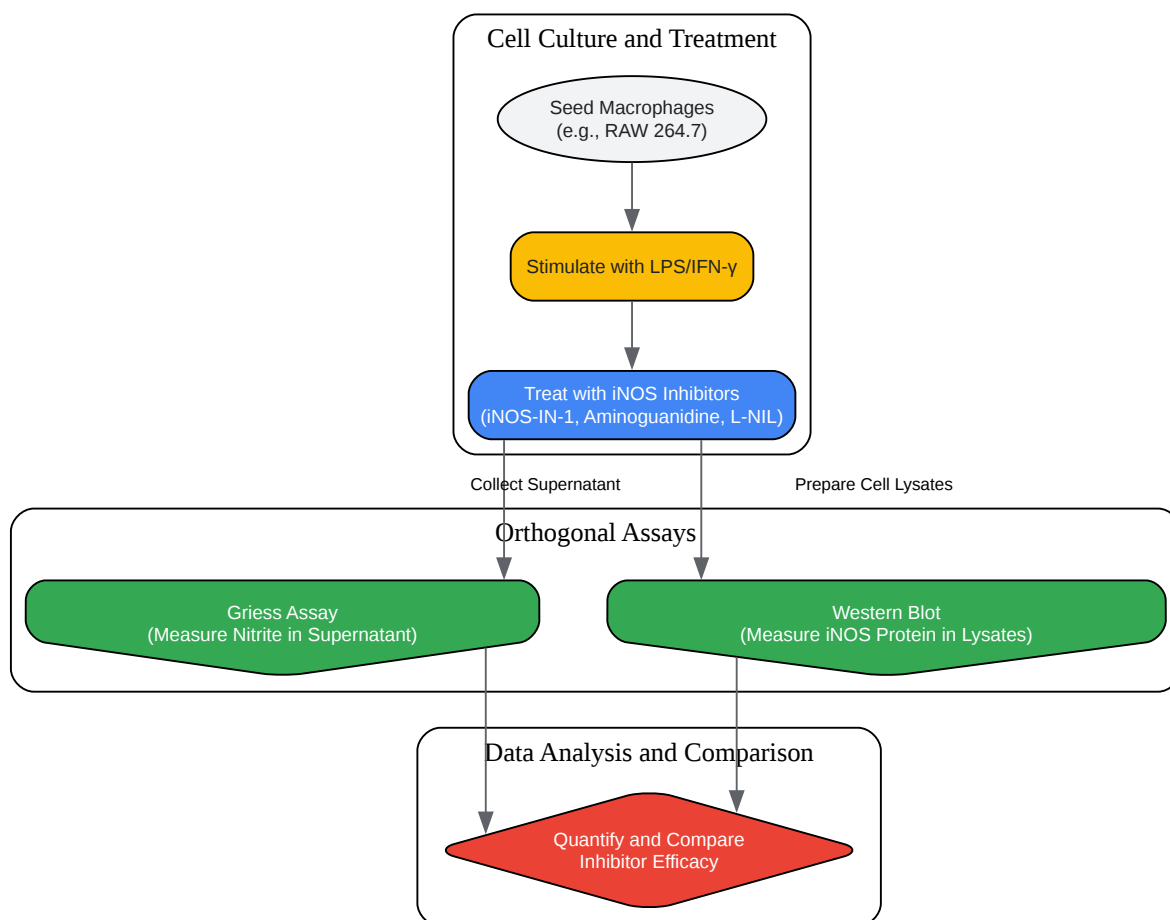 Cell Culture and Treatment
Seed Macrophages
(e.g., RAW 264.7)
Stimulate with LPS/IFN-γ
Treat with iNOS Inhibitors
(iNOS-IN-1, Aminoguanidine, L-NIL)
Collect Supernatant
Prepare Cell Lysates
Orthogonal Assays
Griess Assay
(Measure Nitrite in Supernatant)
Western Blot
(Measure iNOS Protein in Lysates)
Data Analysis and Comparison
Quantify and Compare
Inhibitor Efficacy